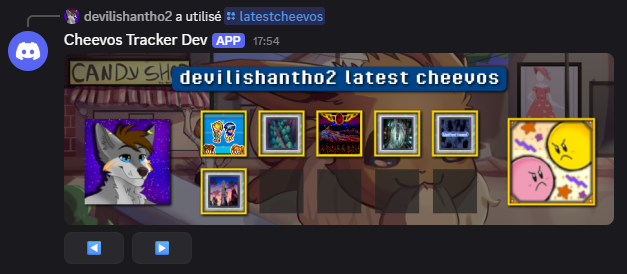 devilishantho2 a utilisé latestcheevos
Cheevos Tracker Dev APP 17:54
CANDY SHO
devilishantho2 latest cheevos